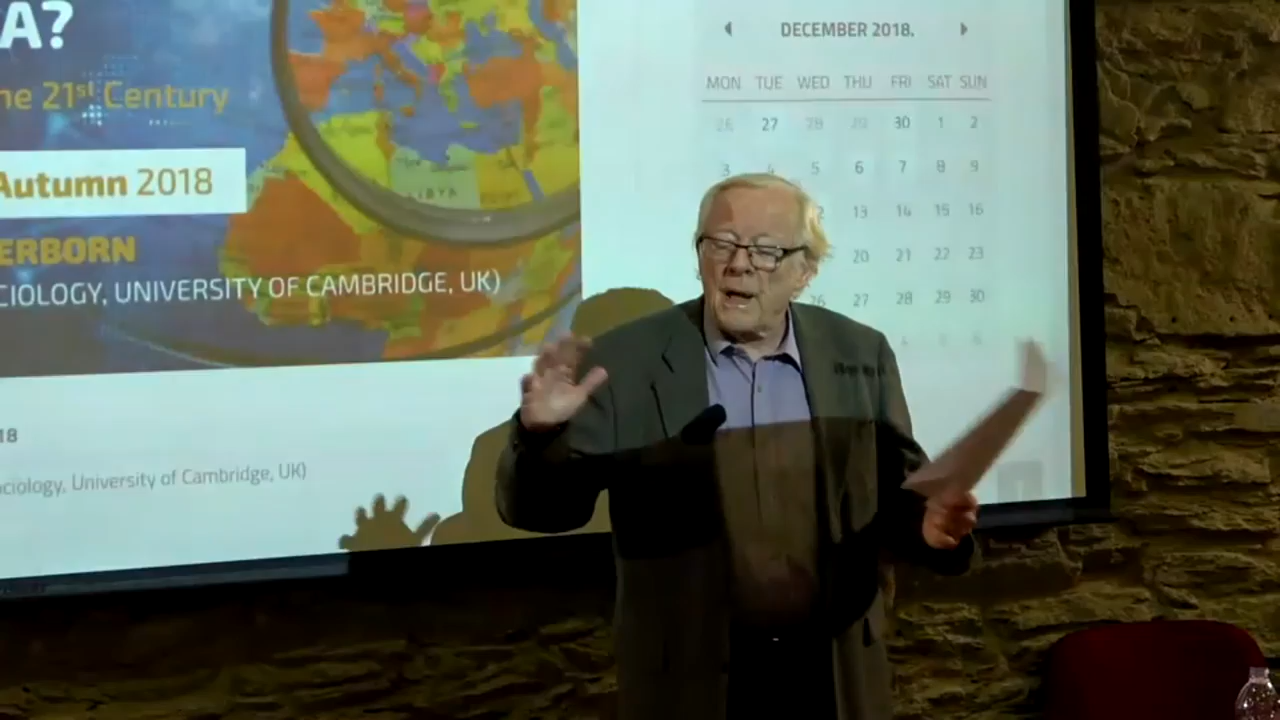 A?
he 21st Century
Autumn 2018
ERBORN
CIOLOGY, UNIVERSITY OF CAMBRIDGE, UK)
18
ociology, University of Cambridge, UK)
LIBYA
DECEMBER 2018.
MON TUE WED THU FRI SAT SUN
26 27 28 29 30 1 2
3 4 5 6 7 8 9
13 14 15 16
20 21 22 23
26 27 28 29 30